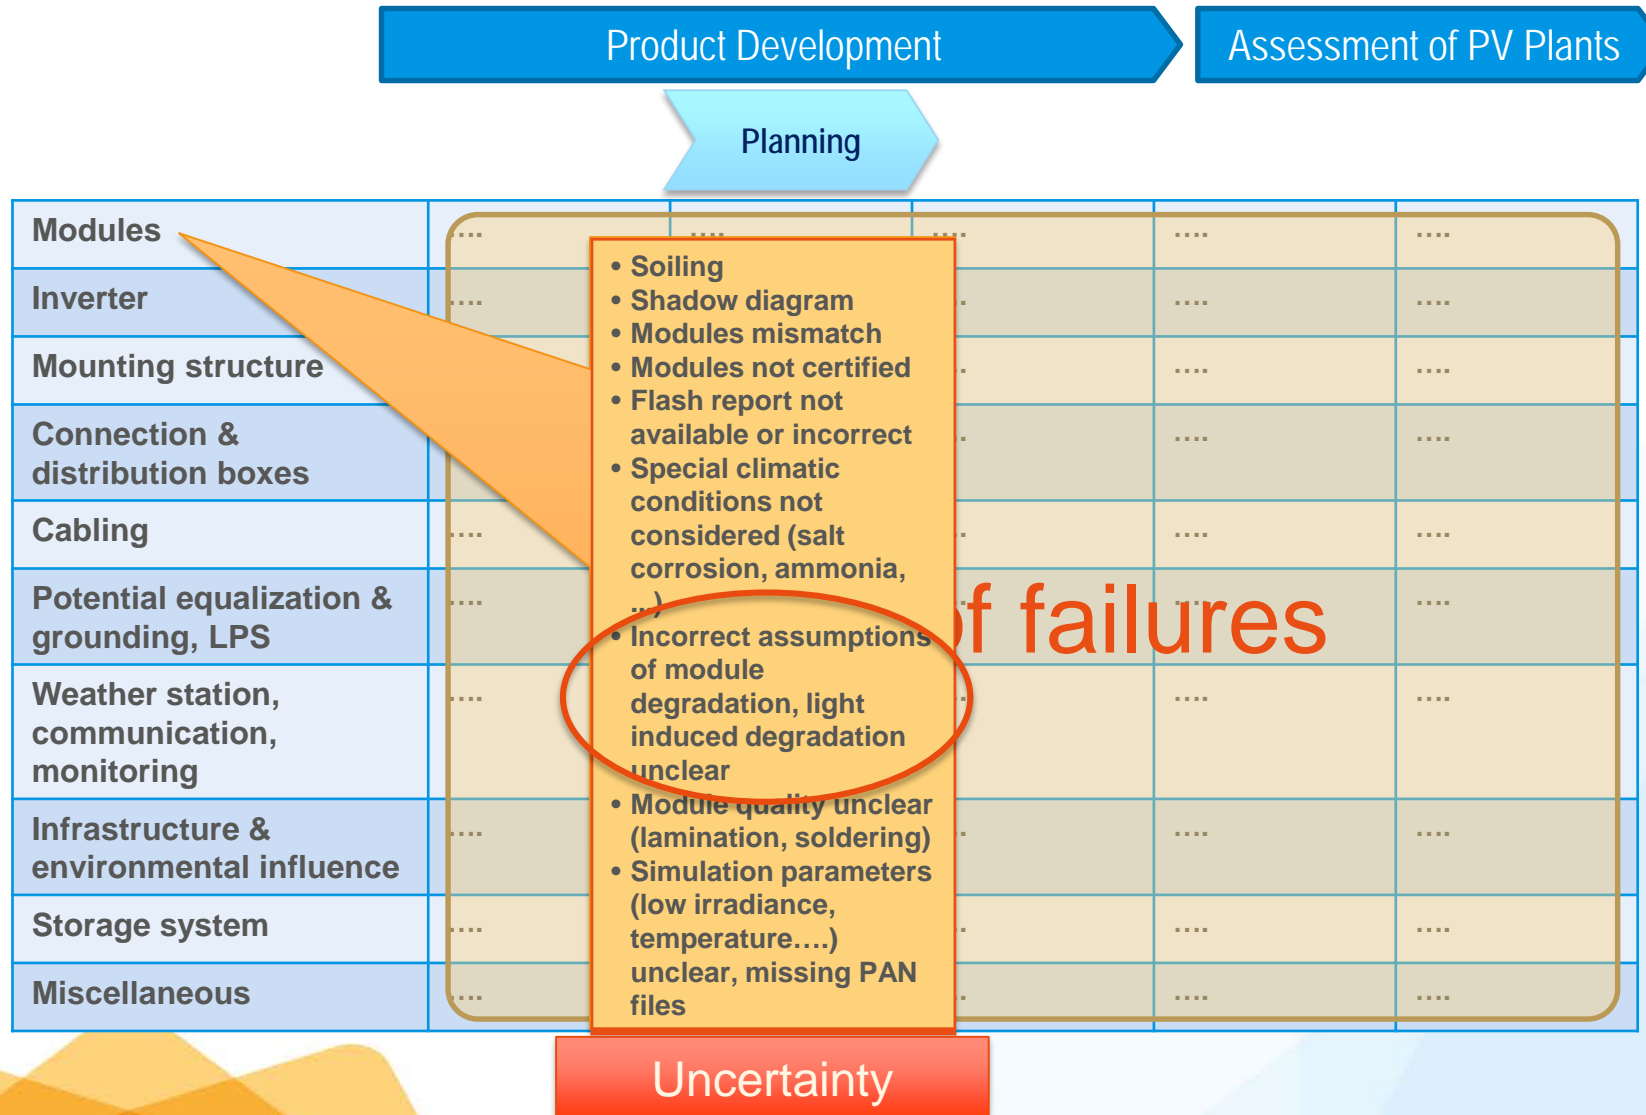 Product Development
Assessment of PV Plants
Planning
Modules
…. …. …. …. ….
Inverter
…. …. ….
Mounting structure
…. ….
Connection &
distribution boxes
…. ….
Cabling
…. …. ….
Potential equalization &
grounding, LPS
…. …. ….
Weather station,
communication,
monitoring
…. …. ….
Infrastructure &
environmental influence
…. …. ….
Storage system
…. …. ….
Miscellaneous
…. …. ….
• Soiling
• Shadow diagram
• Modules mismatch
• Modules not certified
• Flash report not
available or incorrect
• Special climatic
conditions not
considered (salt
corrosion, ammonia,
...)
• Incorrect assumptions
of module
degradation, light
induced degradation
unclear
• Module quality unclear
(lamination, soldering)
• Simulation parameters
(low irradiance,
temperature….)
unclear, missing PAN
files
of failures
Uncertainty